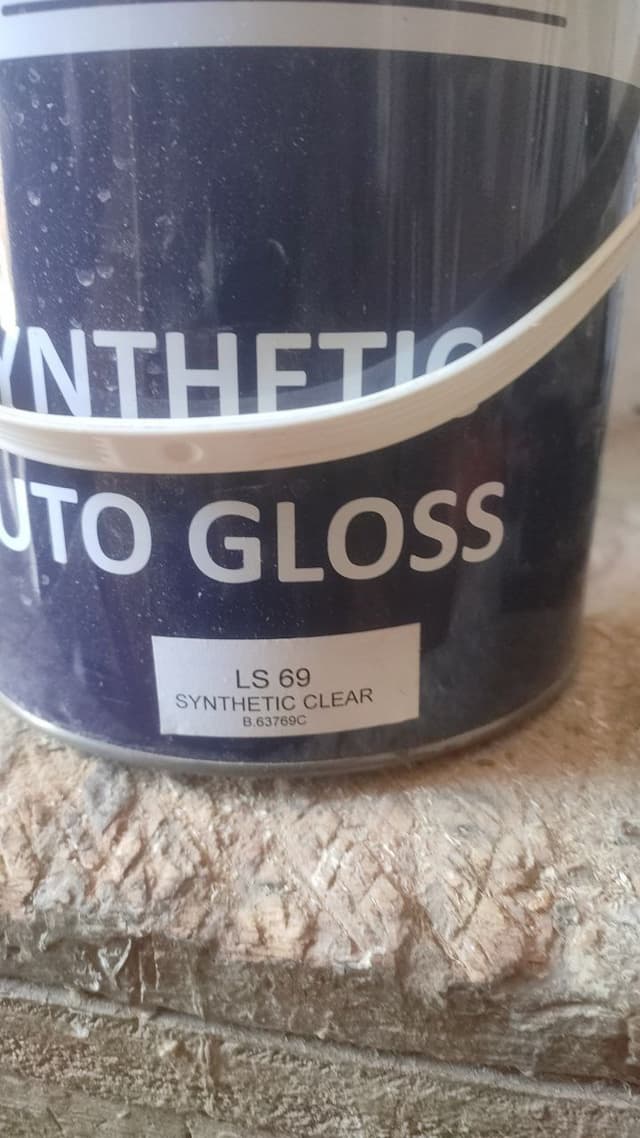 YNTHETIC
UTO GLOSS
LS 69
SYNTHETIC CLEAR
B.63769C